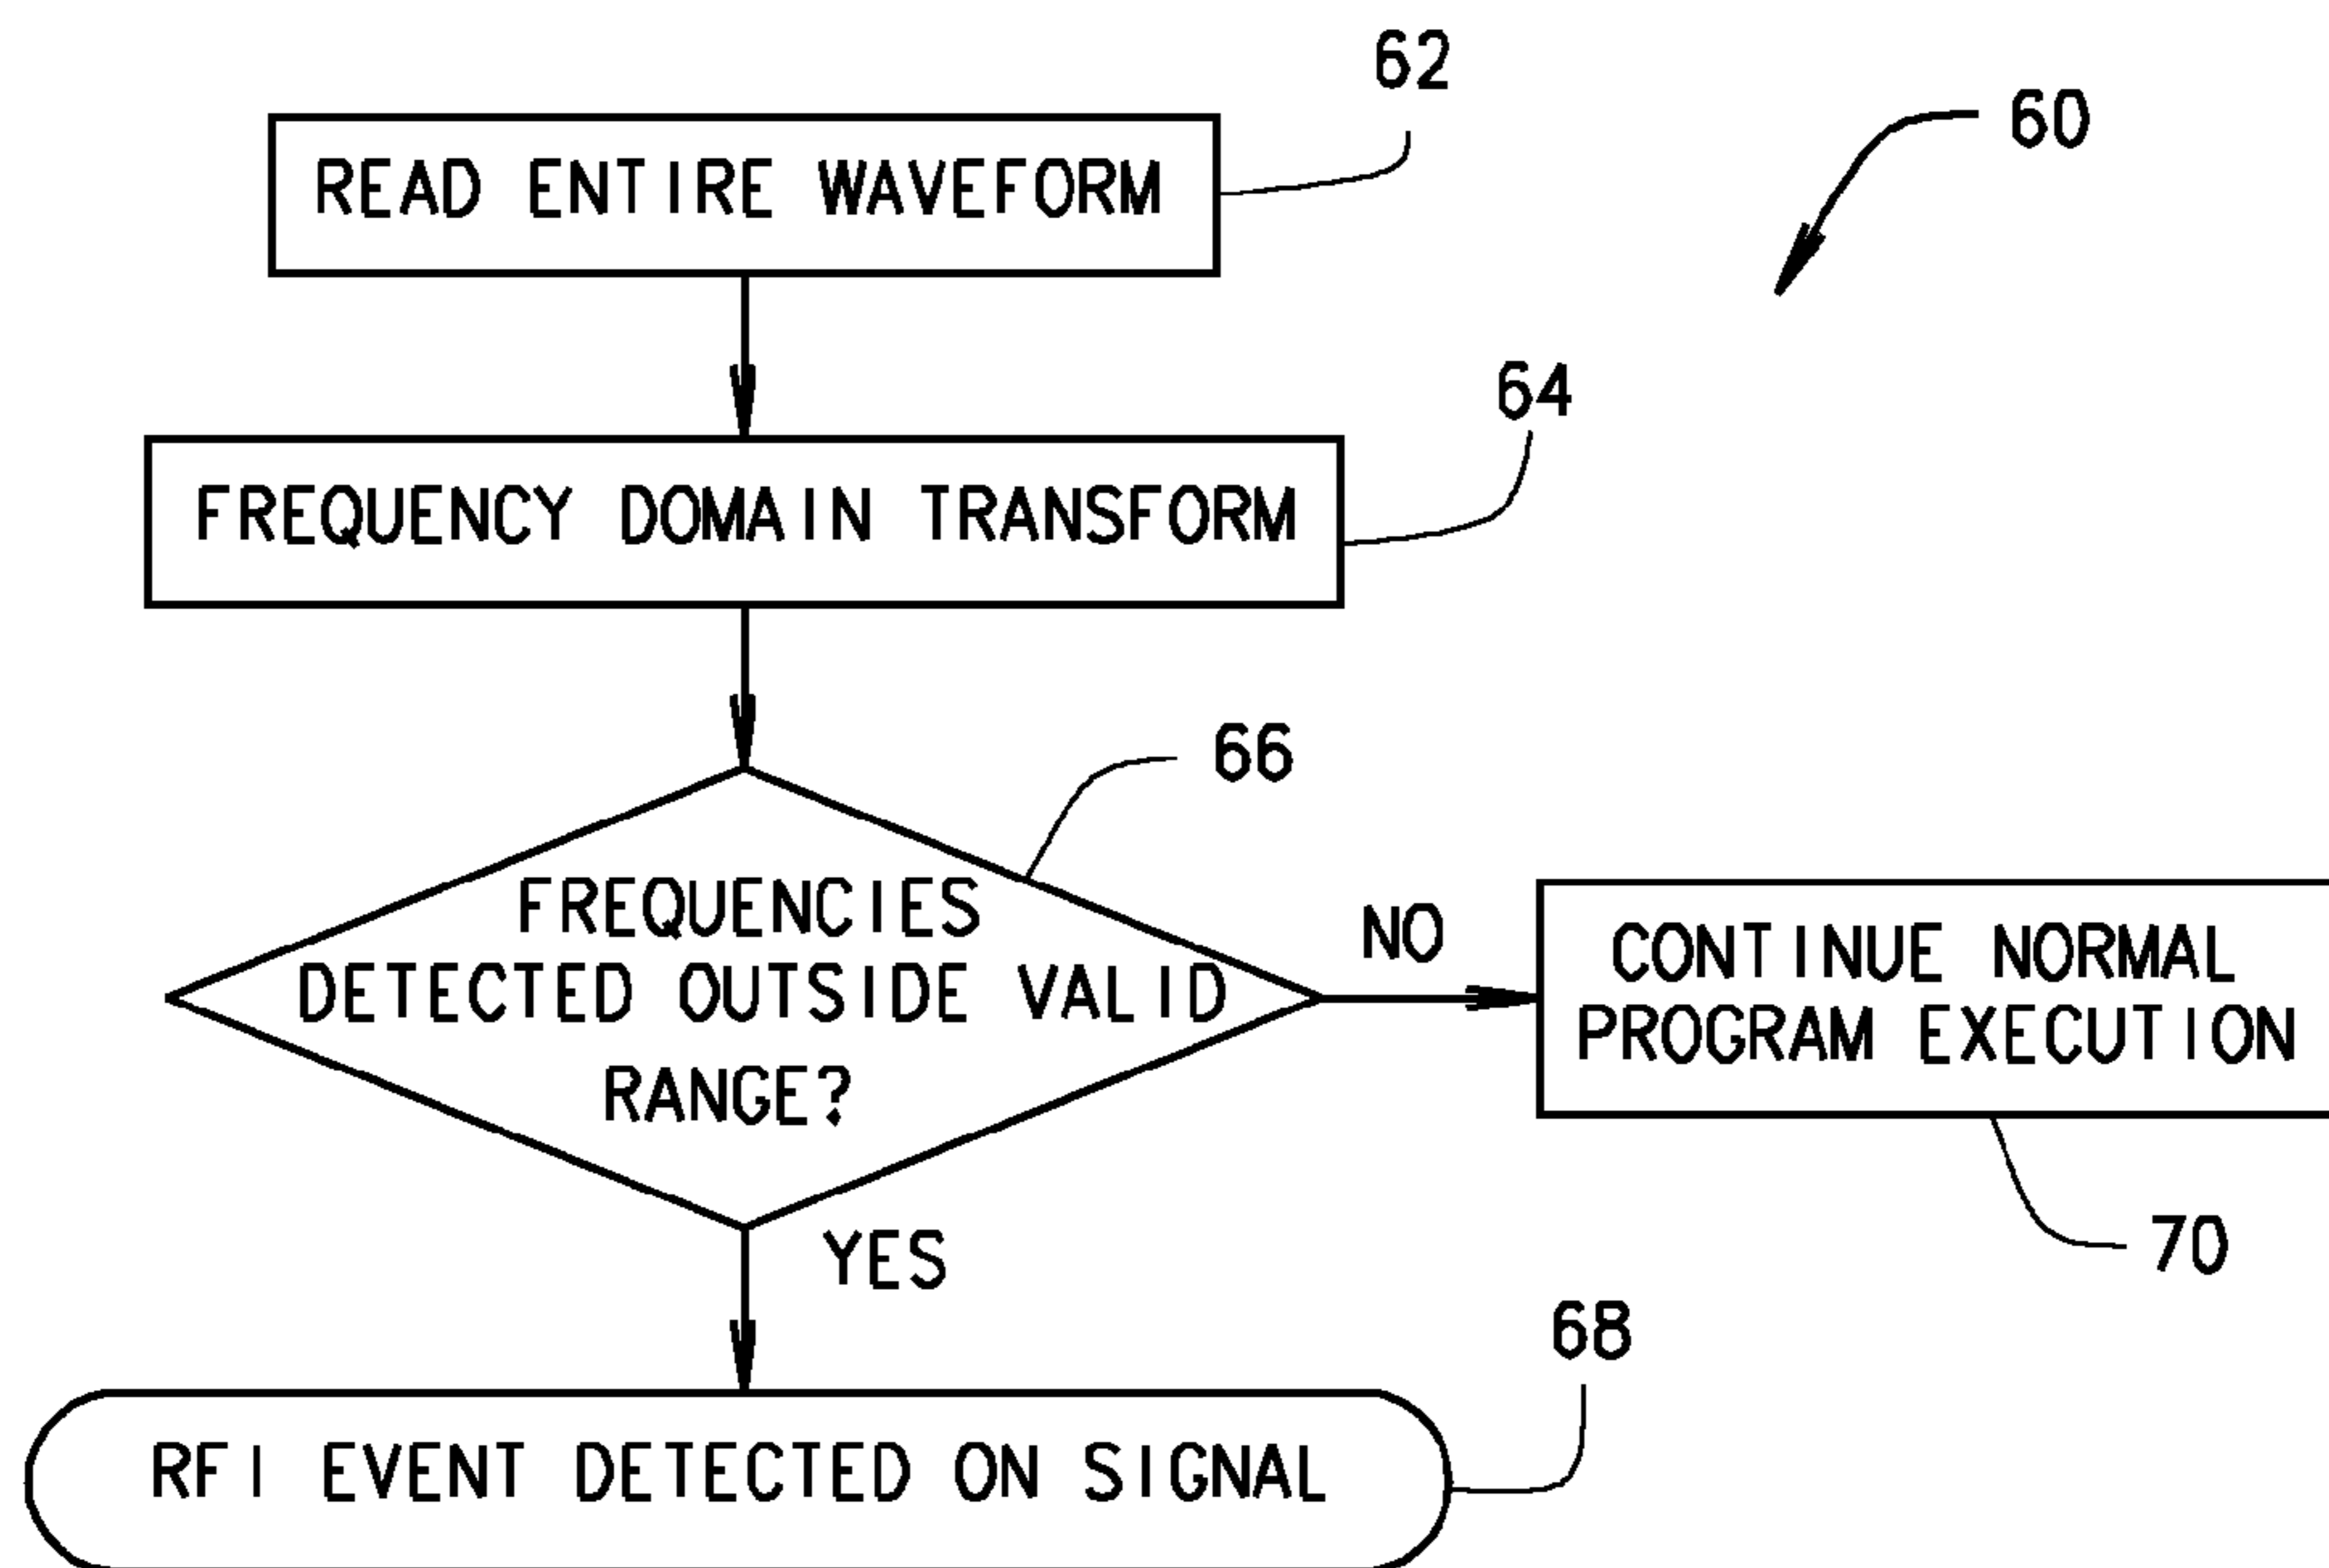 62
60
READ ENTIRE WAVEFORM
64
FREQUENCY DOMAIN TRANSFORM
66
FREQUENCIES
DETECTED OUTSIDE VALID
RANGE?
NO
CONTINUE NORMAL
PROGRAM EXECUTION
YES
70
68
RFI EVENT DETECTED ON SIGNAL